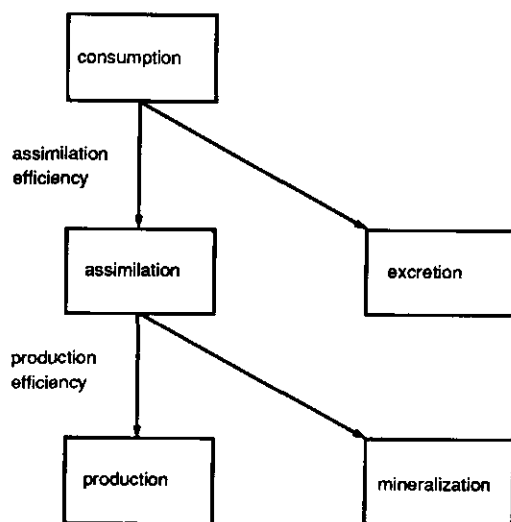 consumption
assimilation
efficiency
assimilation
excretion
production
efficiency
production
mineralization